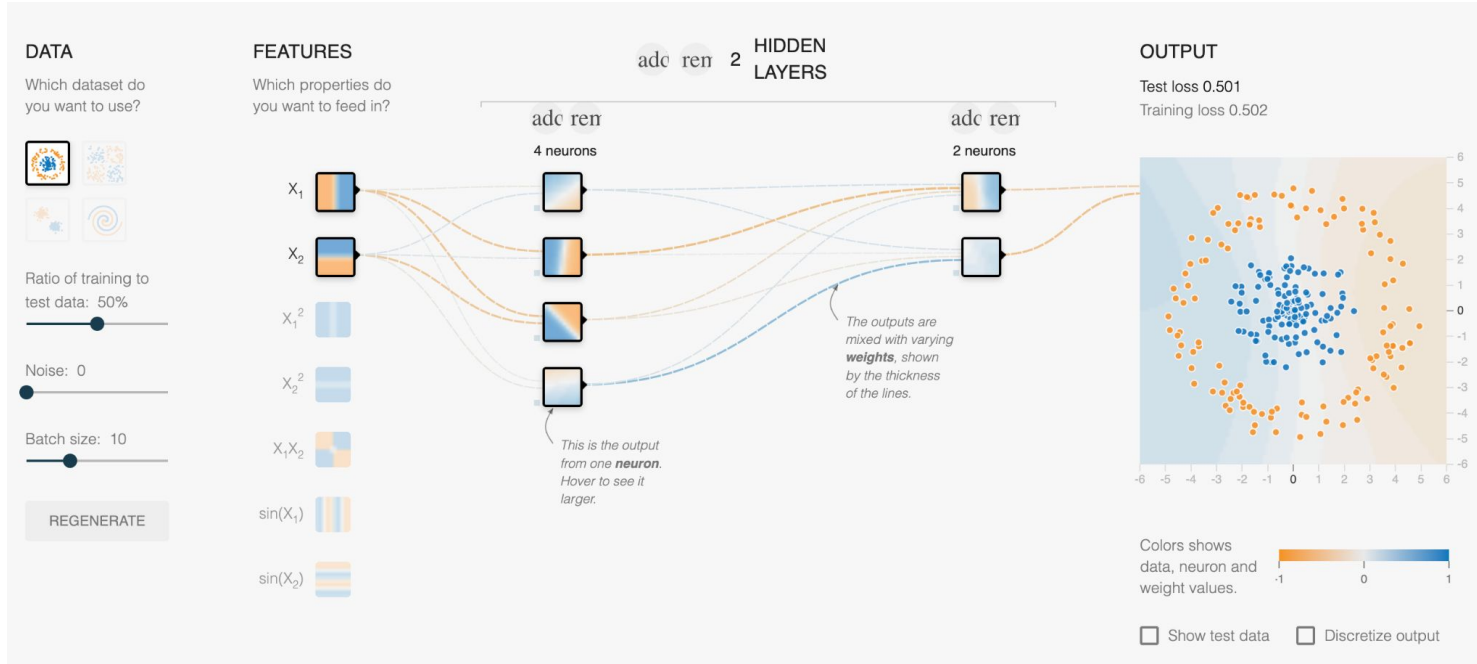 DATA
Which dataset do
you want to use?
Ratio of training to
test data: 50%
Noise: 0
Batch size: 10
REGENERATE
FEATURES
Which properties do
you want to feed in?
X₁
X₂
X₁²
X₂²
X₁X₂
sin(X₁)
sin(X₂)
adc rem 2 HIDDEN
LAYERS
adc rem
4 neurons
This is the output
from one neuron.
Hover to see it
larger.
adc rem
2 neurons
The outputs are
mixed with varying
weights, shown
by the thickness
of the lines.
OUTPUT
Test loss 0.501
Training loss 0.502
6
5
4
3
2
1
0
-1
-2
-3
-4
-5
-6
-6 -5 -4 -3 -2 -1 0 1 2 3 4 5 6
Colors shows
data, neuron and
weight values.
-1 0 1
Show test data Discretize output